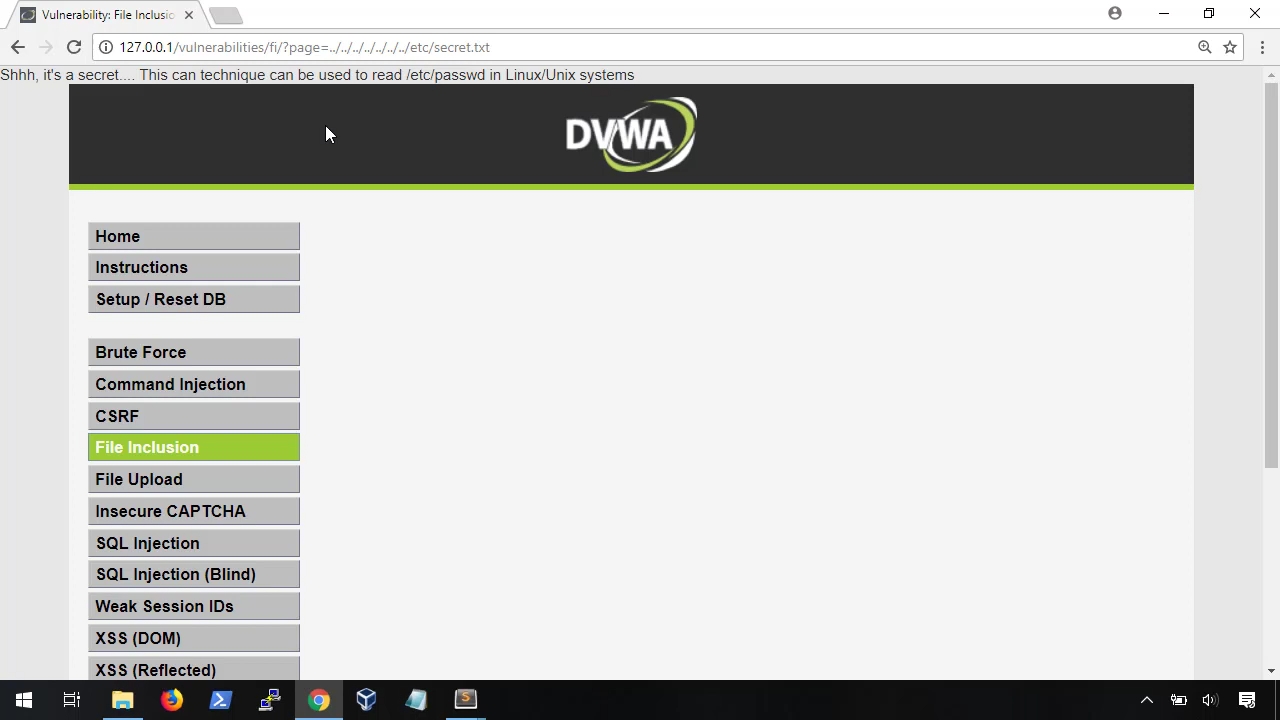 Vulnerability: File Inclusio
127.0.0.1/vulnerabilities/fi/?page=../../../../../../../etc/secret.txt
Shhh, it's a secret.... This can technique can be used to read /etc/passwd in Linux/Unix systems
DVWA
Home
Instructions
Setup / Reset DB
Brute Force
Command Injection
CSRF
File Inclusion
File Upload
Insecure CAPTCHA
SQL Injection
SQL Injection (Blind)
Weak Session IDs
XSS (DOM)
XSS (Reflected)